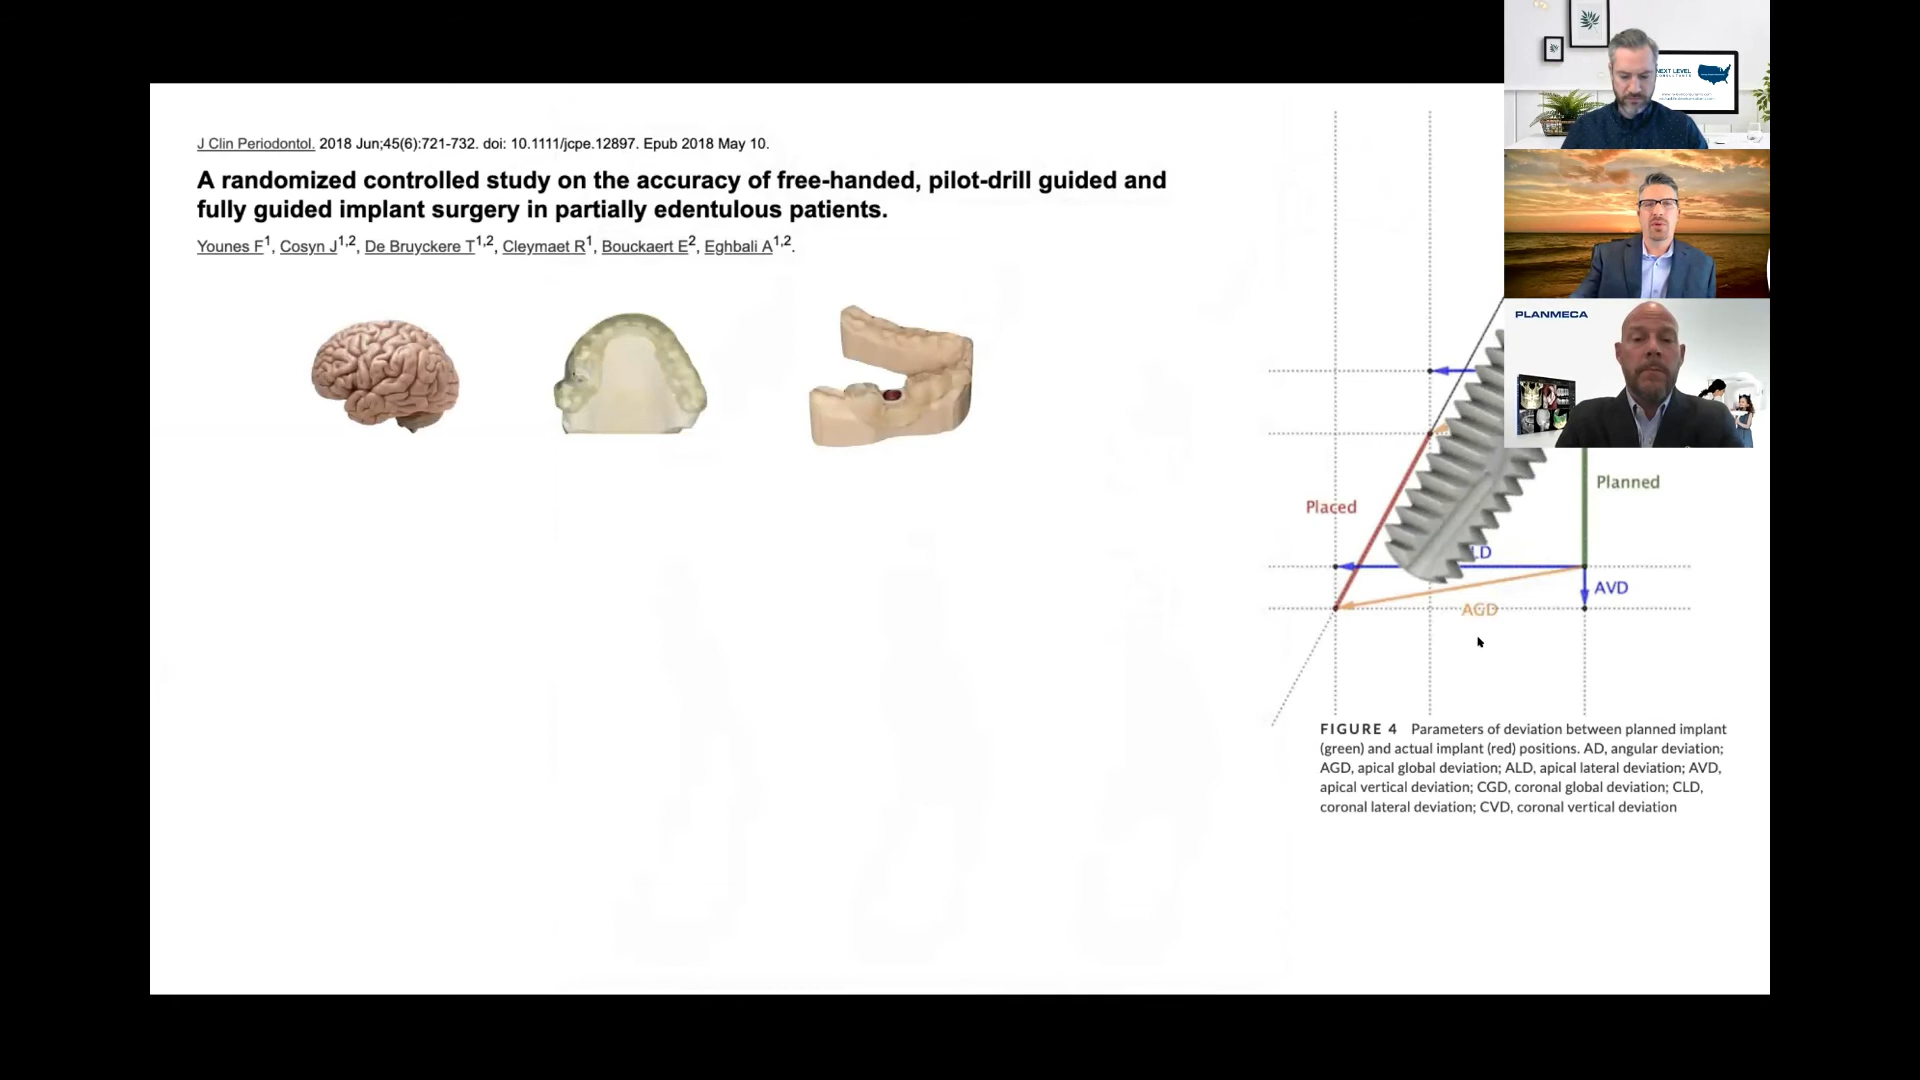 J Clin Periodontol. 2018 Jun;45(6):721-732. doi: 10.1111/jcpe.12897. Epub 2018 May 10.
A randomized controlled study on the accuracy of free-handed, pilot-drill guided and
fully guided implant surgery in partially edentulous patients.
Younes F1, Cosyn J1,2, De Bruyckere T1,2, Cleymaet R1, Bouckaert E2, Eghbali A1,2.
NEXT LEVEL
PLANMECA
Planned
Placed
LD
AVD
AGD
FIGURE 4 Parameters of deviation between planned implant
(green) and actual implant (red) positions. AD, angular deviation;
AGD, apical global deviation; ALD, apical lateral deviation; AVD,
apical vertical deviation; CGD, coronal global deviation; CLD,
coronal lateral deviation; CVD, coronal vertical deviation